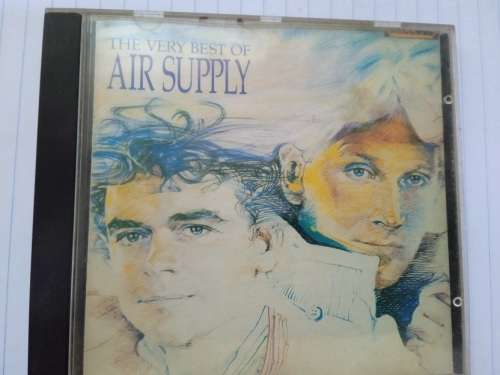 THE VERY BEST OF
AIR SUPPLY